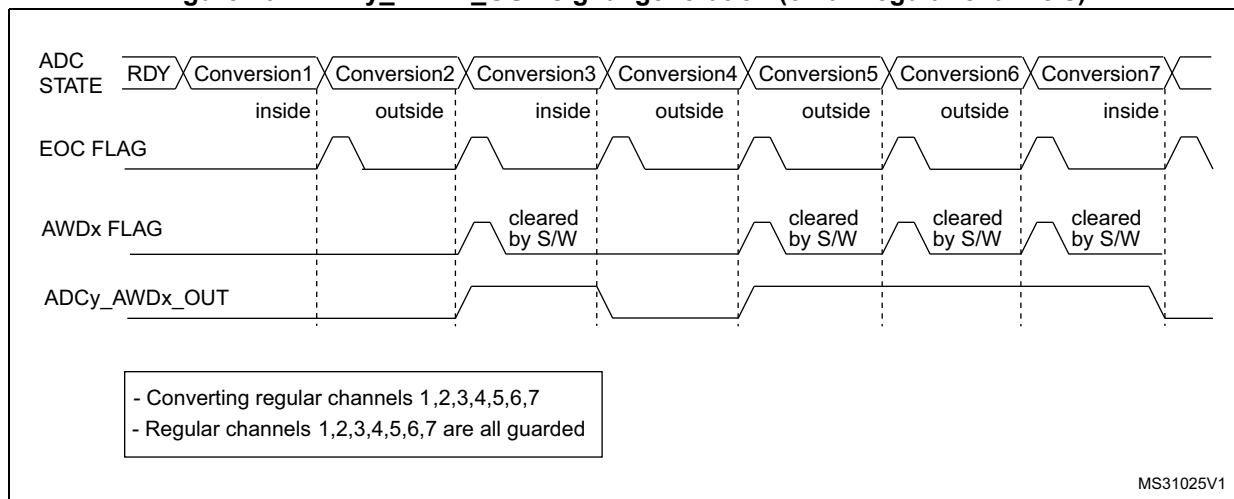 ADC STATE
RDY Conversion1 Conversion2 Conversion3 Conversion4 Conversion5 Conversion6 Conversion7
inside outside inside outside outside outside inside
EOC FLAG
AWDx FLAG
cleared by S/W
cleared by S/W
cleared by S/W
cleared by S/W
ADCy_AWDx_OUT
- Converting regular channels 1,2,3,4,5,6,7
- Regular channels 1,2,3,4,5,6,7 are all guarded
MS31025V1